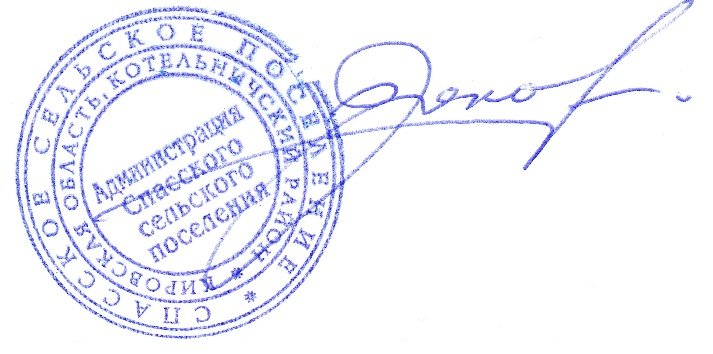 СПАССКОЕ СЕЛЬСКОЕ ПОСЕЛЕНИЕ *
КИРОВСКАЯ ОБЛАСТЬ, КОТЕЛЬНИЧСКИЙ РАЙОН *
Администрация
Спасского
сельского
поселения